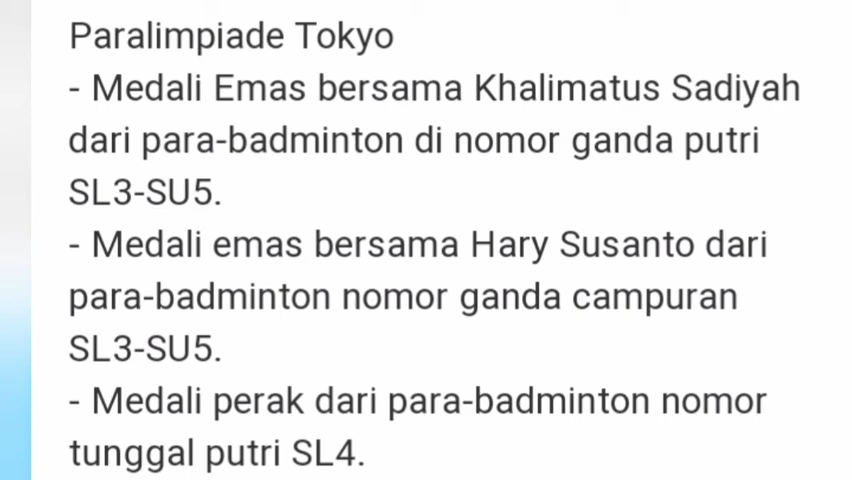 Paralimpiade Tokyo
- Medali Emas bersama Khalimatus Sadiyah
dari para-badminton di nomor ganda putri
SL3-SU5.
- Medali emas bersama Hary Susanto dari
para-badminton nomor ganda campuran
SL3-SU5.
- Medali perak dari para-badminton nomor
tunggal putri SL4.